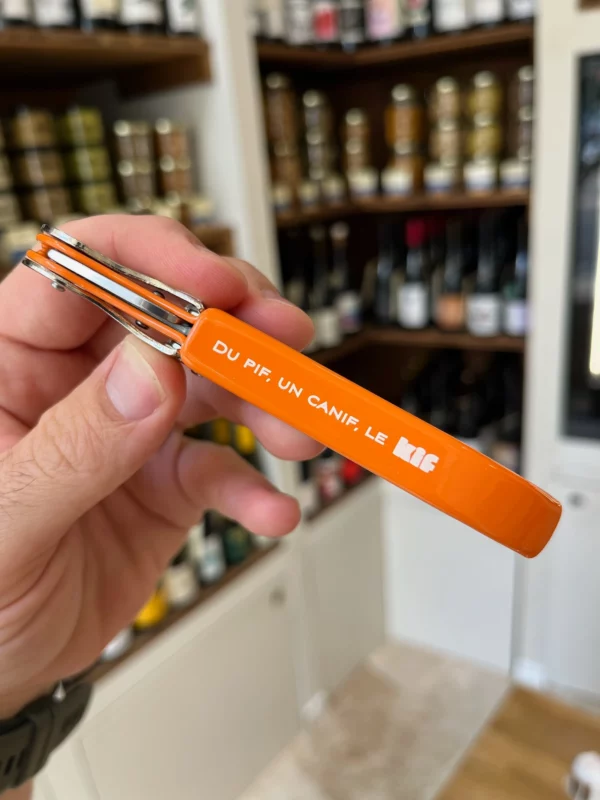 Du pif, un canif, le kif